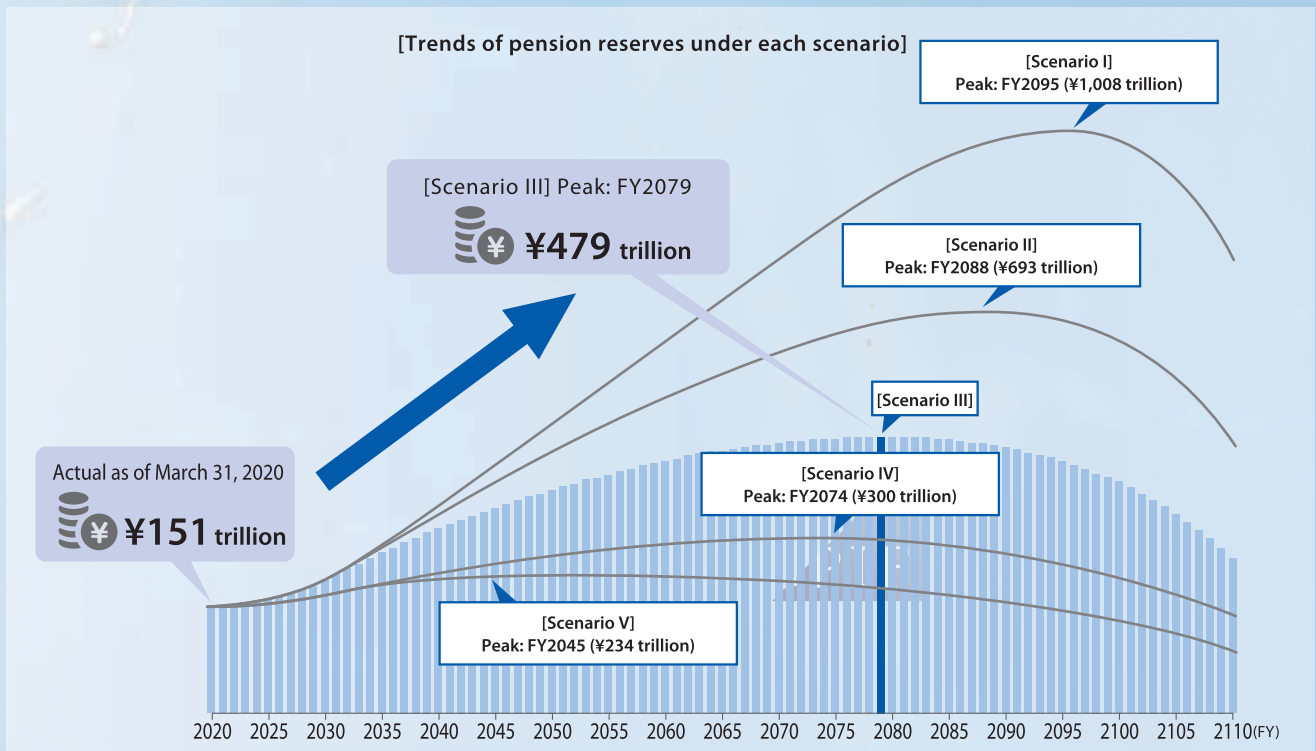 [Trends of pension reserves under each scenario]
[Scenario I]
Peak: FY2095 (¥1,008 trillion)
[Scenario III] Peak: FY2079
¥
¥479 trillion
[Scenario II]
Peak: FY2088 (¥693 trillion)
[Scenario III]
Actual as of March 31, 2020
¥
¥151 trillion
[Scenario IV]
Peak: FY2074 (¥300 trillion)
[Scenario V]
Peak: FY2045 (¥234 trillion)
2020 2025 2030 2035 2040 2045 2050 2055 2060 2065 2070 2075 2080 2085 2090 2095 2100 2105 2110(FY)